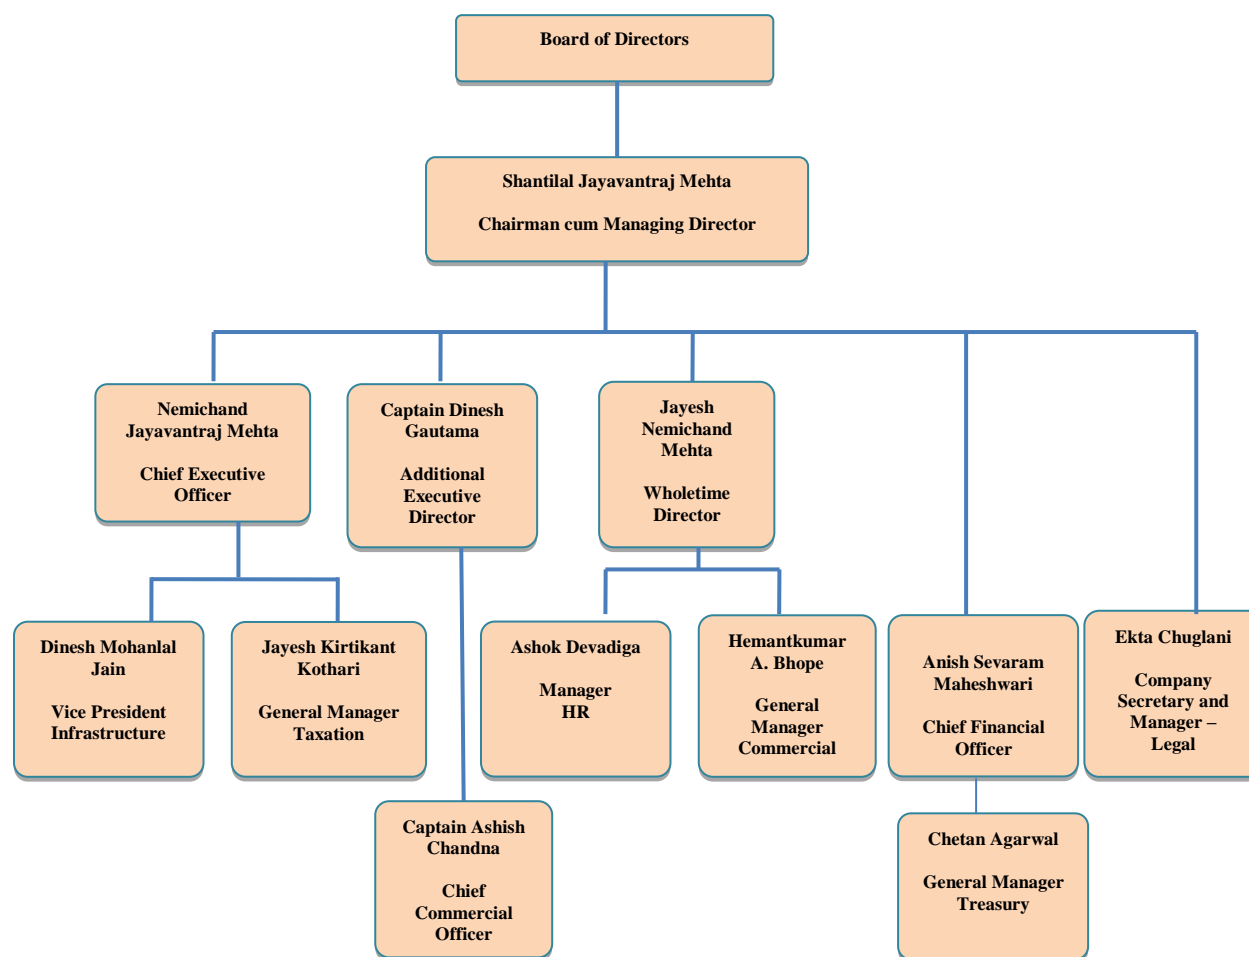 Board of Directors
Shantilal Jayavantraj Mehta
Chairman cum Managing Director
Nemichand
Jayavantraj Mehta
Chief Executive
Officer
Captain Dinesh
Gautama
Additional
Executive
Director
Jayesh
Nemichand
Mehta
Wholetime
Director
Dinesh Mohanlal
Jain
Vice President
Infrastructure
Jayesh Kirtikant
Kothari
General Manager
Taxation
Ashok Devadiga
Manager
HR
Hemantkumar
A. Bhope
General
Manager
Commercial
Anish Sevaram
Maheshwari
Chief Financial
Officer
Ekta Chuglani
Company
Secretary and
Manager –
Legal
Captain Ashish
Chandna
Chief
Commercial
Officer
Chetan Agarwal
General Manager
Treasury